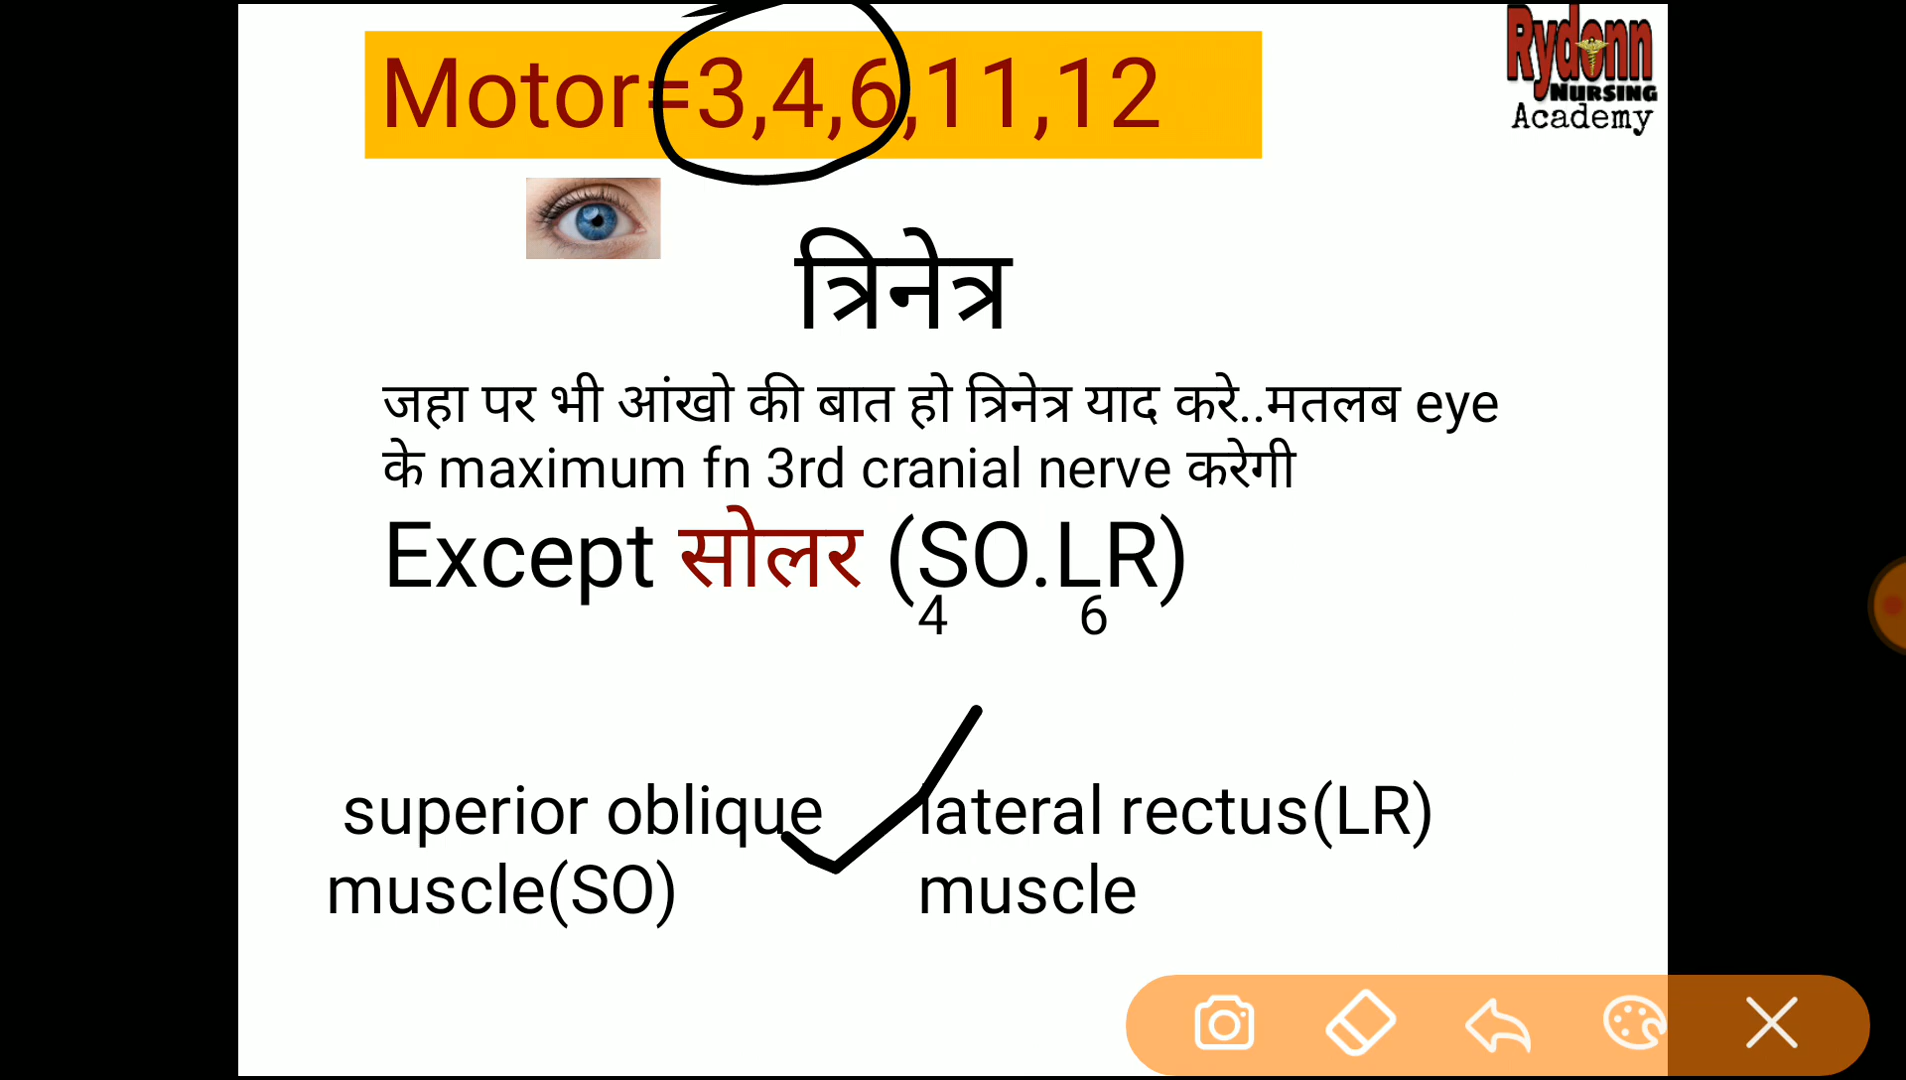 Motor=3,4,6,11,12
Rydonn
NURSING
Academy
त्रिनेत्र
जहा पर भी आंखो की बात हो त्रिनेत्र याद करे..मतलब eye
के maximum fn 3rd cranial nerve करेगी
Except सोलर (SO.LR)
4 6
superior oblique lateral rectus(LR)
muscle(SO) muscle